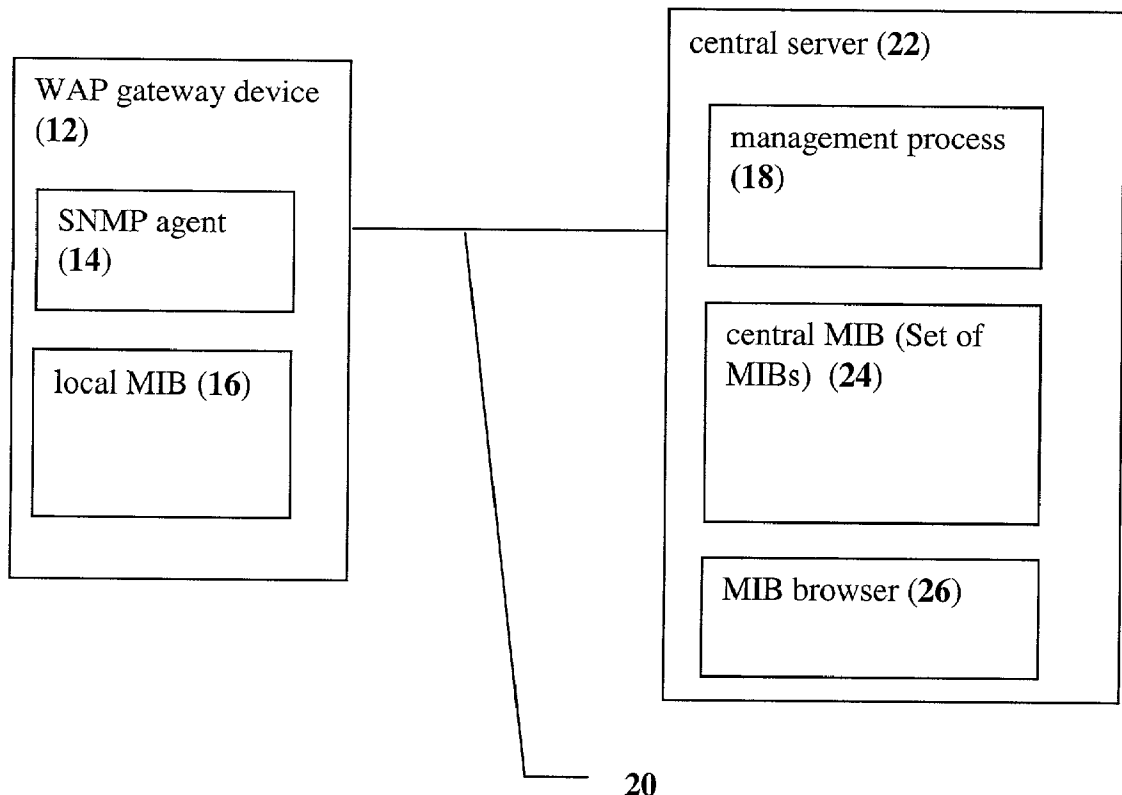 WAP gateway device
(12)
SNMP agent
(14)
local MIB (16)
central server (22)
management process
(18)
central MIB (Set of
MIBs) (24)
MIB browser (26)
20